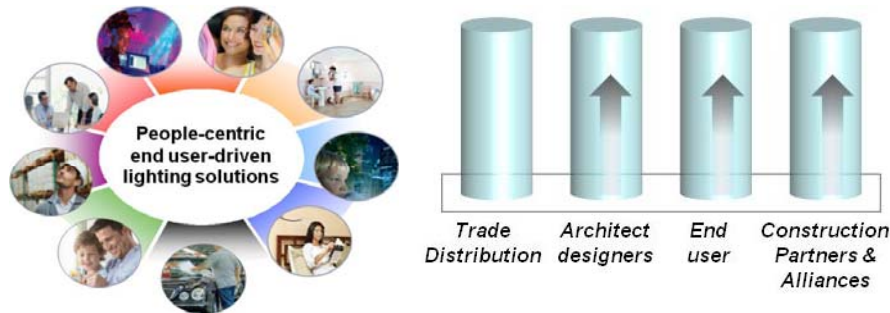 People-centric
end user-driven
lighting solutions
Trade
Distribution
Architect
designers
End
user
Construction
Partners &
Alliances